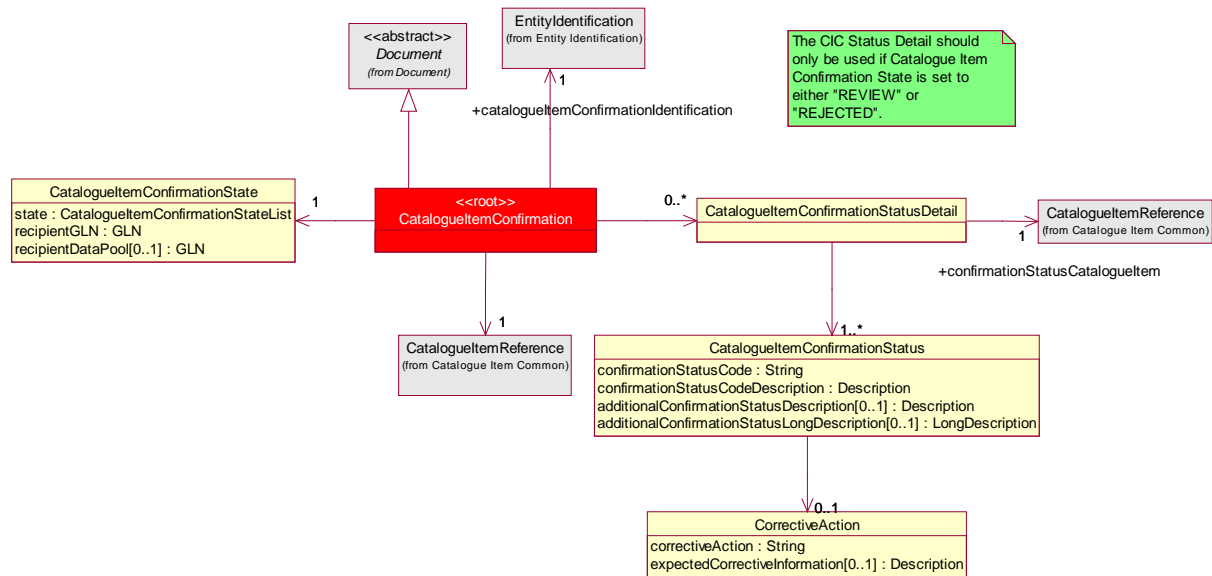 <<abstract>>
Document
(from Document)
EntityIdentification
(from Entity Identification)
1
+catalogueItemConfirmationIdentification
The CIC Status Detail should
only be used if Catalogue Item
Confirmation State is set to
either "REVIEW" or
"REJECTED".
CatalogueItemConfirmationState
state : CatalogueItemConfirmationStateList
recipientGLN : GLN
recipientDataPool[0..1] : GLN
1
<<root>>
CatalogueItemConfirmation
0..*
CatalogueItemConfirmationStatusDetail
1
CatalogueItemReference
(from Catalogue Item Common)
+confirmationStatusCatalogueItem
1
CatalogueItemReference
(from Catalogue Item Common)
1..*
CatalogueItemConfirmationStatus
confirmationStatusCode : String
confirmationStatusCodeDescription : Description
additionalConfirmationStatusDescription[0..1] : Description
additionalConfirmationStatusLongDescription[0..1] : LongDescription
0..1
CorrectiveAction
correctiveAction : String
expectedCorrectiveInformation[0..1] : Description